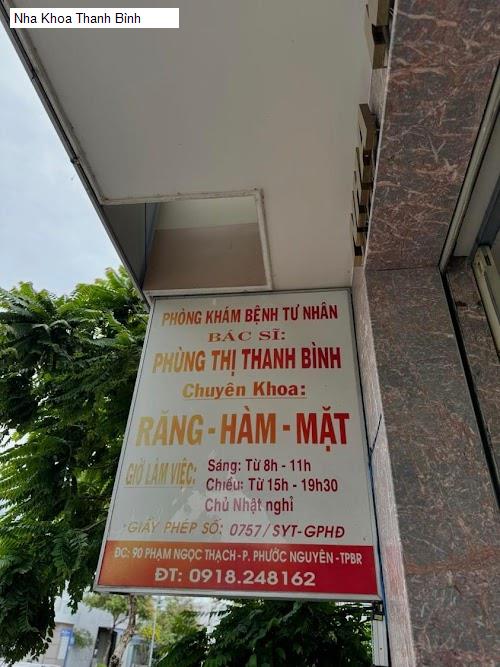 Nha Khoa Thanh Bình
PHÒNG KHÁM BỆNH TƯ NHÂN
BÁC SĨ:
PHÙNG THỊ THANH BÌNH
Chuyên Khoa:
RĂNG - HÀM - MẶT
GIỜ LÀM VIỆC: Sáng: Từ 8h - 11h
Chiều: Từ 15h - 19h30
Chủ Nhật nghỉ
GIẤY PHÉP SỐ: 0757/SYT-GPHĐ
ĐC: 90 PHẠM NGỌC THẠCH - P. PHƯỚC NGUYÊN -TPBR
ĐT: 0918.248162